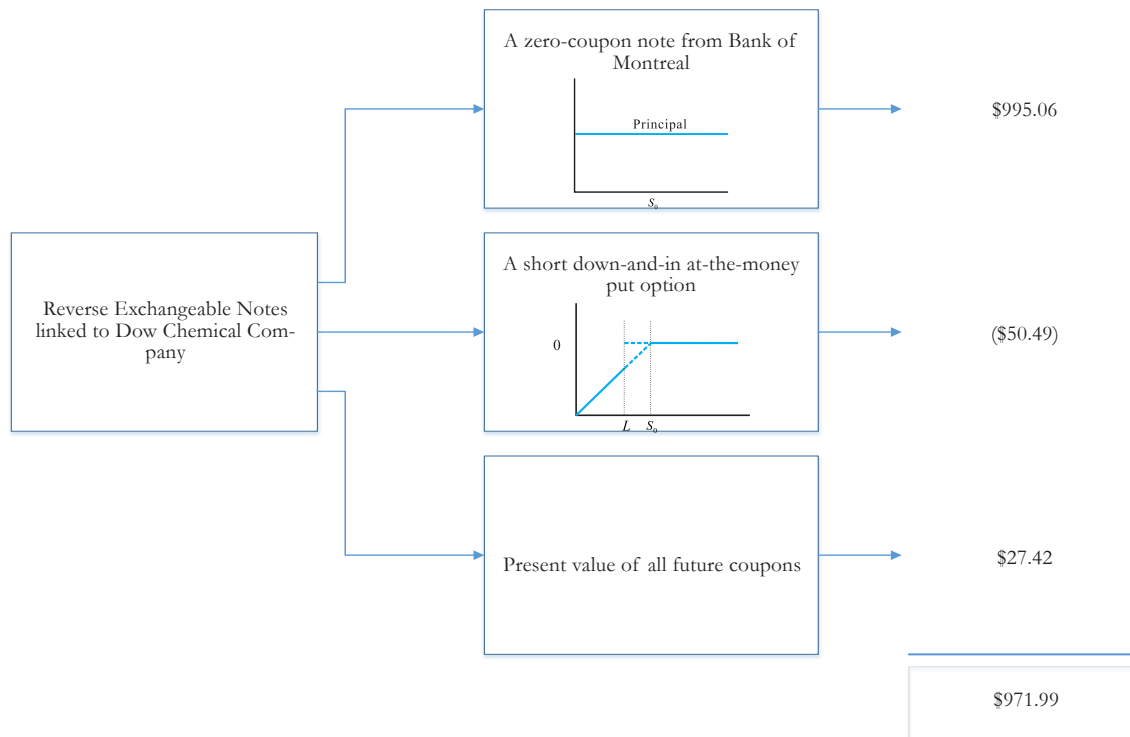 A zero-coupon note from Bank of
Montreal
Principal
S₀
$995.06
Reverse Exchangeable Notes
linked to Dow Chemical Com-
pany
A short down-and-in at-the-money
put option
0
L S₀
($50.49)
Present value of all future coupons
$27.42
$971.99